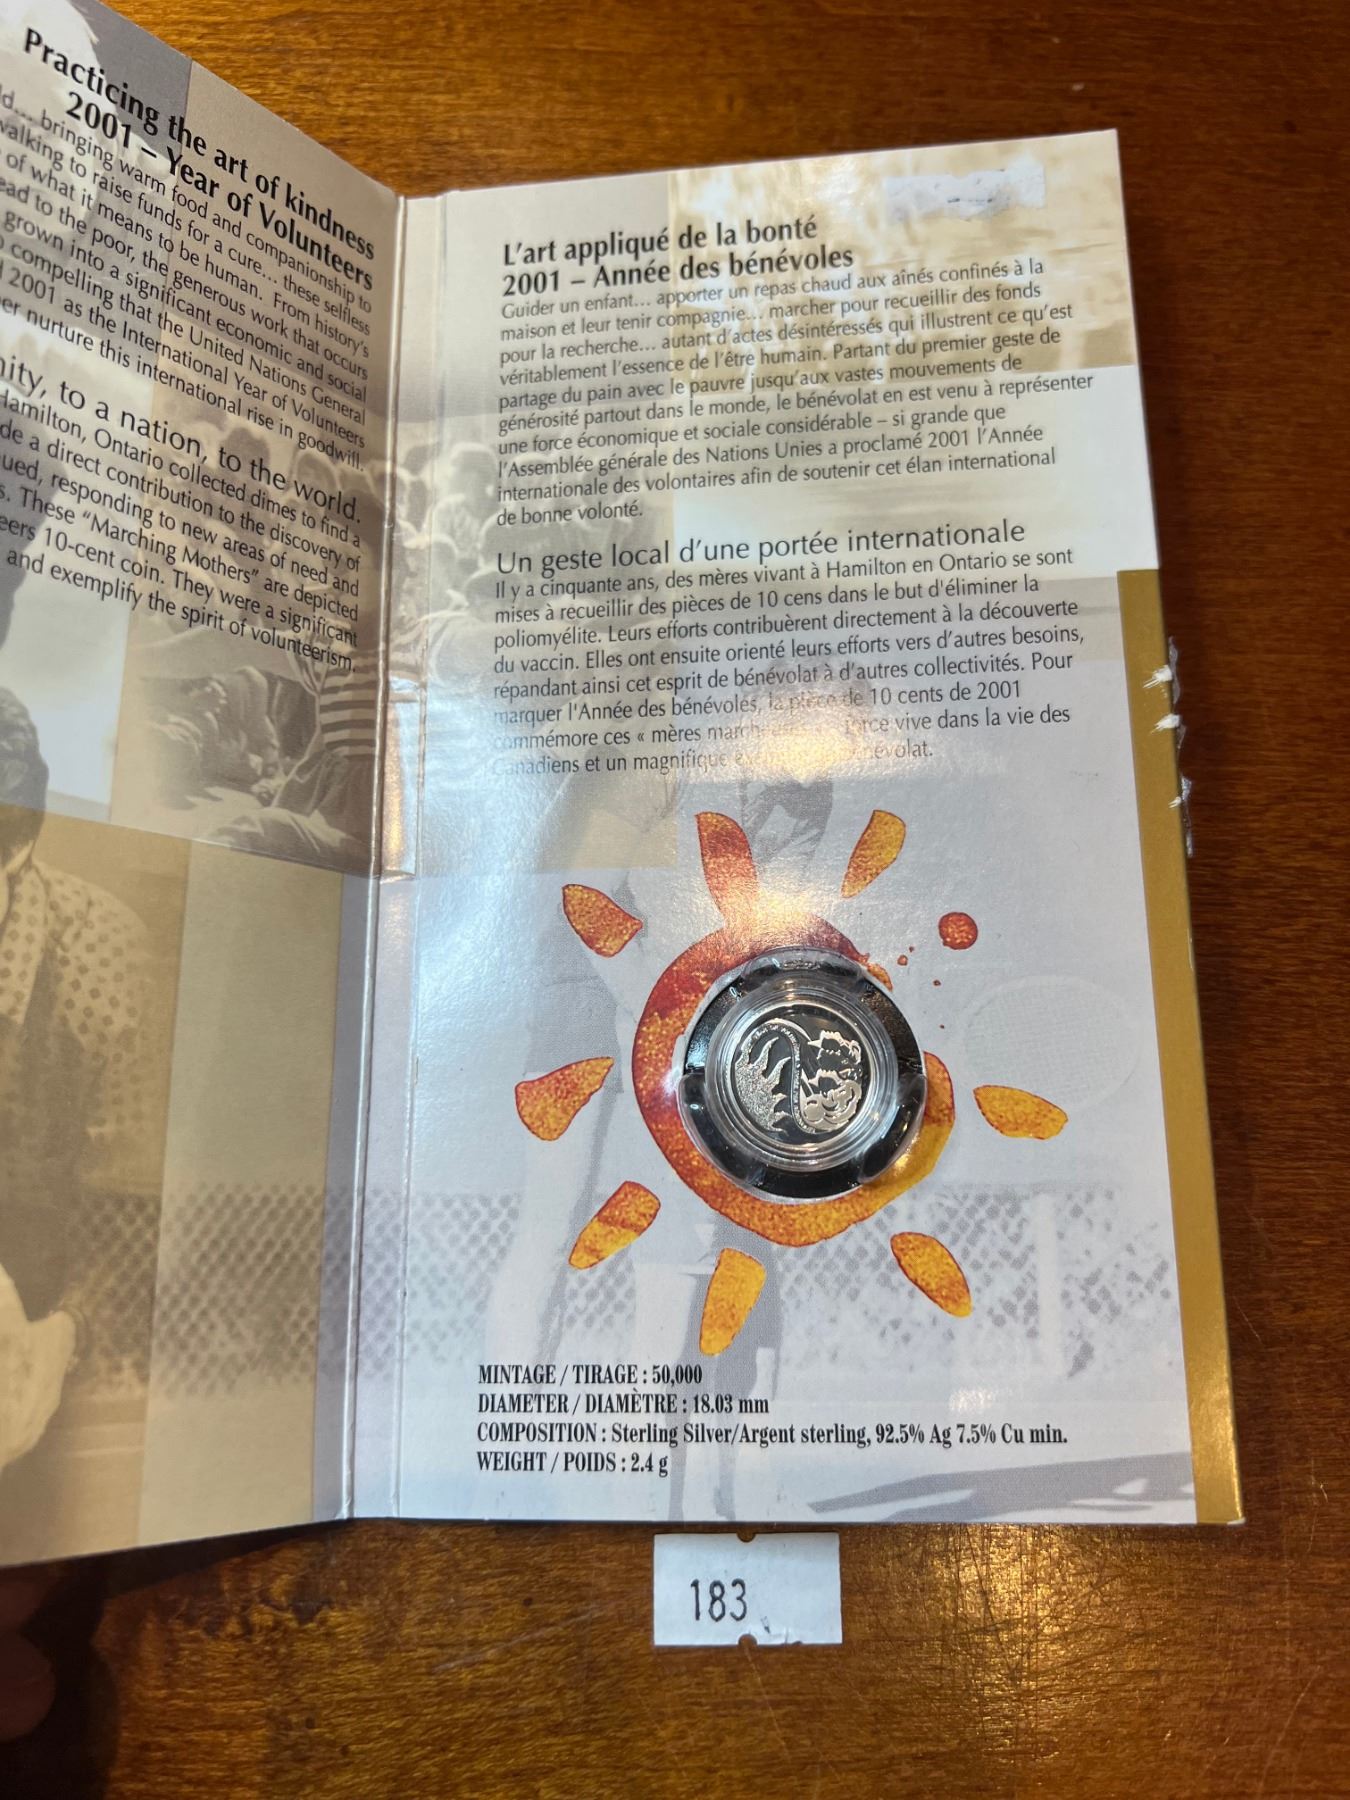 Practicing the art of kindness
2001 – Year of Volunteers
bringing warm food and companionship to
walking to raise funds for a cure... these selfless
of what it means to be human. From history's
to the poor, the generous work that occurs
grown into a significant economic and social
compelling that the United Nations General
2001 as the International Year of Volunteers
nurture this international rise in goodwill.
to a nation, to the world.
Hamilton, Ontario collected dimes to find a
a direct contribution to the discovery of
responding to new areas of need and
These "Marching Mothers" are depicted
10-cent coin. They were a significant
and exemplify the spirit of volunteerism.
L'art appliqué de la bonté
2001 – Année des bénévoles
Guider un enfant... apporter un repas chaud aux aînés confinés à la
maison et leur tenir compagnie... marcher pour recueillir des fonds
pour la recherche... autant d'actes désintéressés qui illustrent ce qu'est
véritablement l'essence de l'être humain. Partant du premier geste de
partage du pain avec le pauvre jusqu'aux vastes mouvements de
générosité partout dans le monde, le bénévolat en est venu à représenter
une force économique et sociale considérable – si grande que
l'Assemblée générale des Nations Unies a proclamé 2001 l'Année
internationale des volontaires afin de soutenir cet élan international
de bonne volonté.
Un geste local d'une portée internationale
Il y a cinquante ans, des mères vivant à Hamilton en Ontario se sont
mises à recueillir des pièces de 10 cens dans le but d'éliminer la
poliomyélite. Leurs efforts contribuèrent directement à la découverte
du vaccin. Elles ont ensuite orienté leurs efforts vers d'autres besoins,
répandant ainsi cet esprit de bénévolat à d'autres collectivités. Pour
marquer l'Année des bénévoles, la pièce de 10 cents de 2001
commémore ces « mères force vive dans la vie des
Canadiens et un magnifique bénévolat.
MINTAGE / TIRAGE : 50,000
DIAMETER / DIAMÈTRE : 18.03 mm
COMPOSITION : Sterling Silver/Argent sterling, 92.5% Ag 7.5% Cu min.
WEIGHT / POIDS : 2.4 g
183